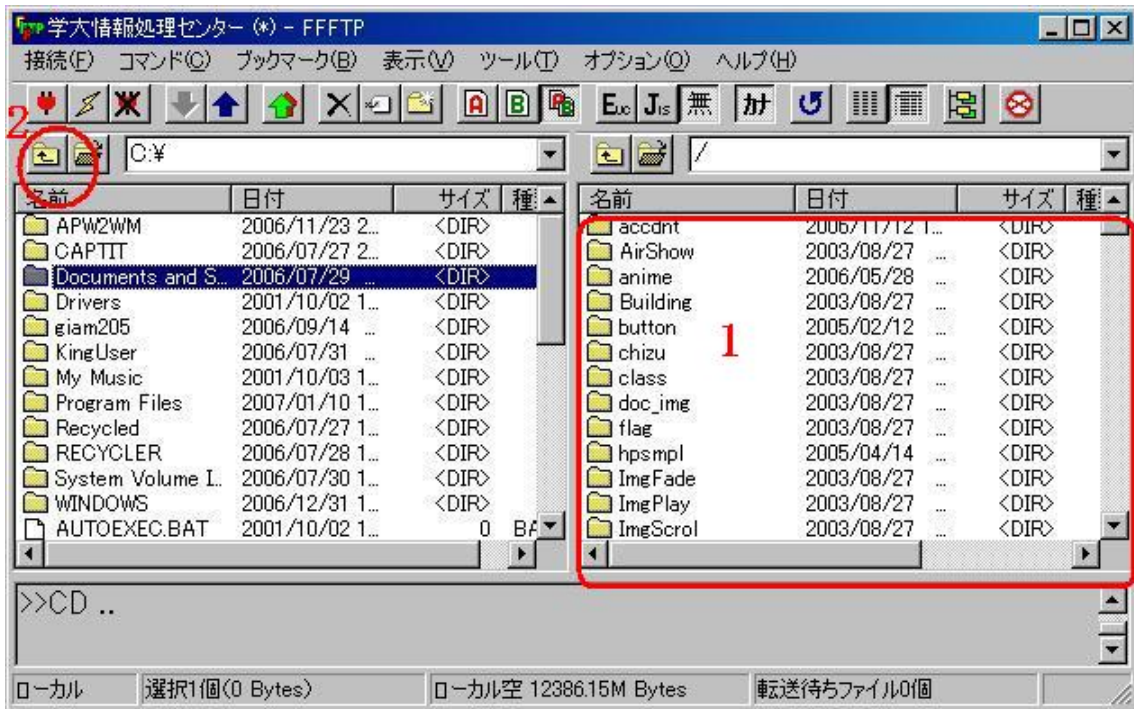 学大情報処理センター (*) - FFFTP
接続(F) コマンド(C) ブックマーク(B) 表示(V) ツール(T) オプション(O) ヘルプ(H)
A B Euc JIS 無 カナ
2
C:¥ /
名前 日付 サイズ 種 名前 日付 サイズ 種
APW2WM 2006/11/23 2... <DIR> accdnt 2006/11/12 1... <DIR>
CAPTIT 2006/07/27 2... <DIR> AirShow 2003/08/27 ... <DIR>
Documents and S... 2006/07/29 ... <DIR> anime 2006/05/28 ... <DIR>
Drivers 2001/10/02 1... <DIR> Building 2003/08/27 ... <DIR>
giam205 2006/09/14 ... <DIR> button 2005/02/12 ... <DIR>
1
KingUser 2006/07/31 ... <DIR> chizu 2003/08/27 ... <DIR>
My Music 2001/10/03 1... <DIR> class 2003/08/27 ... <DIR>
Program Files 2007/01/10 1... <DIR> doc_img 2003/08/27 ... <DIR>
Recycled 2006/07/27 1... <DIR> flag 2003/08/27 ... <DIR>
RECYCLER 2006/07/28 1... <DIR> hpsmpl 2005/04/14 ... <DIR>
System Volume I... 2006/07/30 1... <DIR> ImgFade 2003/08/27 ... <DIR>
WINDOWS 2006/12/31 1... <DIR> ImgPlay 2003/08/27 ... <DIR>
AUTOEXEC.BAT 2001/10/02 1... 0 BA ImgScrol 2003/08/27 ... <DIR>
>>CD ..
ローカル 選択1個(0 Bytes) ローカル空 12386.15M Bytes 転送待ちファイル0個